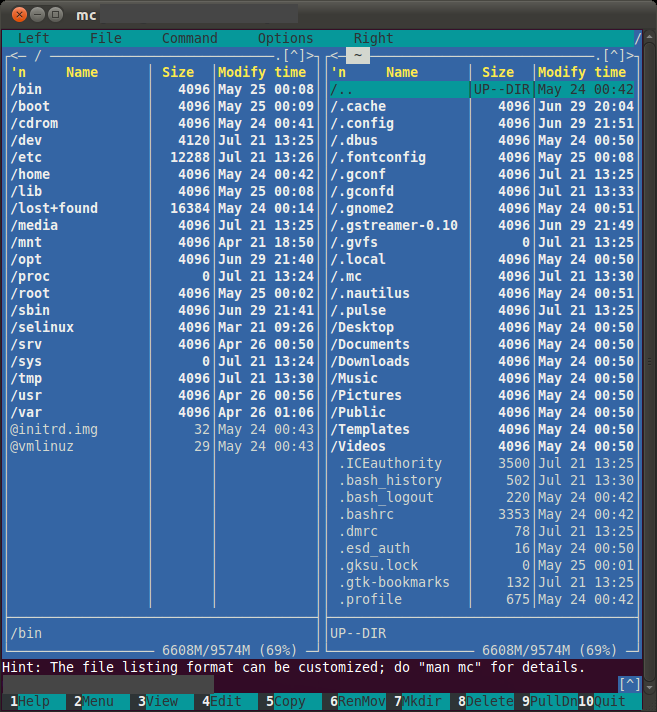 mc
Left File Command Options Right /
<─ / .[^]> <─ ~ .[^]>
'n Name Size Modify time 'n Name Size Modify time
/bin 4096 May 25 00:08 /.. UP--DIR May 24 00:42
/boot 4096 May 25 00:09 /.cache 4096 Jun 29 20:04
/cdrom 4096 May 24 00:41 /.config 4096 Jun 29 21:51
/dev 4120 Jul 21 13:25 /.dbus 4096 May 24 00:50
/etc 12288 Jul 21 13:26 /.fontconfig 4096 May 25 00:08
/home 4096 May 24 00:42 /.gconf 4096 Jul 21 13:25
/lib 4096 May 25 00:08 /.gconfd 4096 Jul 21 13:33
/lost+found 16384 May 24 00:14 /.gnome2 4096 May 24 00:51
/media 4096 Jul 21 13:25 /.gstreamer-0.10 4096 Jun 29 21:49
/mnt 4096 Apr 21 18:50 /.gvfs 0 Jul 21 13:25
/opt 4096 Jun 29 21:40 /.local 4096 May 24 00:50
/proc 0 Jul 21 13:24 /.mc 4096 Jul 21 13:30
/root 4096 May 25 00:02 /.nautilus 4096 May 24 00:51
/sbin 4096 Jun 29 21:41 /.pulse 4096 Jul 21 13:25
/selinux 4096 Mar 21 09:26 /Desktop 4096 May 24 00:50
/srv 4096 Apr 26 00:50 /Documents 4096 May 24 00:50
/sys 0 Jul 21 13:24 /Downloads 4096 May 24 00:50
/tmp 4096 Jul 21 13:30 /Music 4096 May 24 00:50
/usr 4096 Apr 26 00:56 /Pictures 4096 May 24 00:50
/var 4096 Apr 26 01:06 /Public 4096 May 24 00:50
@initrd.img 32 May 24 00:43 /Templates 4096 May 24 00:50
@vmlinuz 29 May 24 00:43 /Videos 4096 May 24 00:50
.ICEauthority 3500 Jul 21 13:25
.bash_history 502 Jul 21 13:30
.bash_logout 220 May 24 00:42
.bashrc 3353 May 24 00:42
.dmrc 78 Jul 21 13:25
.esd_auth 16 May 24 00:50
.gksu.lock 0 May 25 00:01
.gtk-bookmarks 132 Jul 21 13:25
.profile 675 May 24 00:42
/bin UP--DIR
6608M/9574M (69%) 6608M/9574M (69%)
Hint: The file listing format can be customized; do "man mc" for details.
[^]
1Help 2Menu 3View 4Edit 5Copy 6RenMov 7Mkdir 8Delete 9PullDn 10Quit